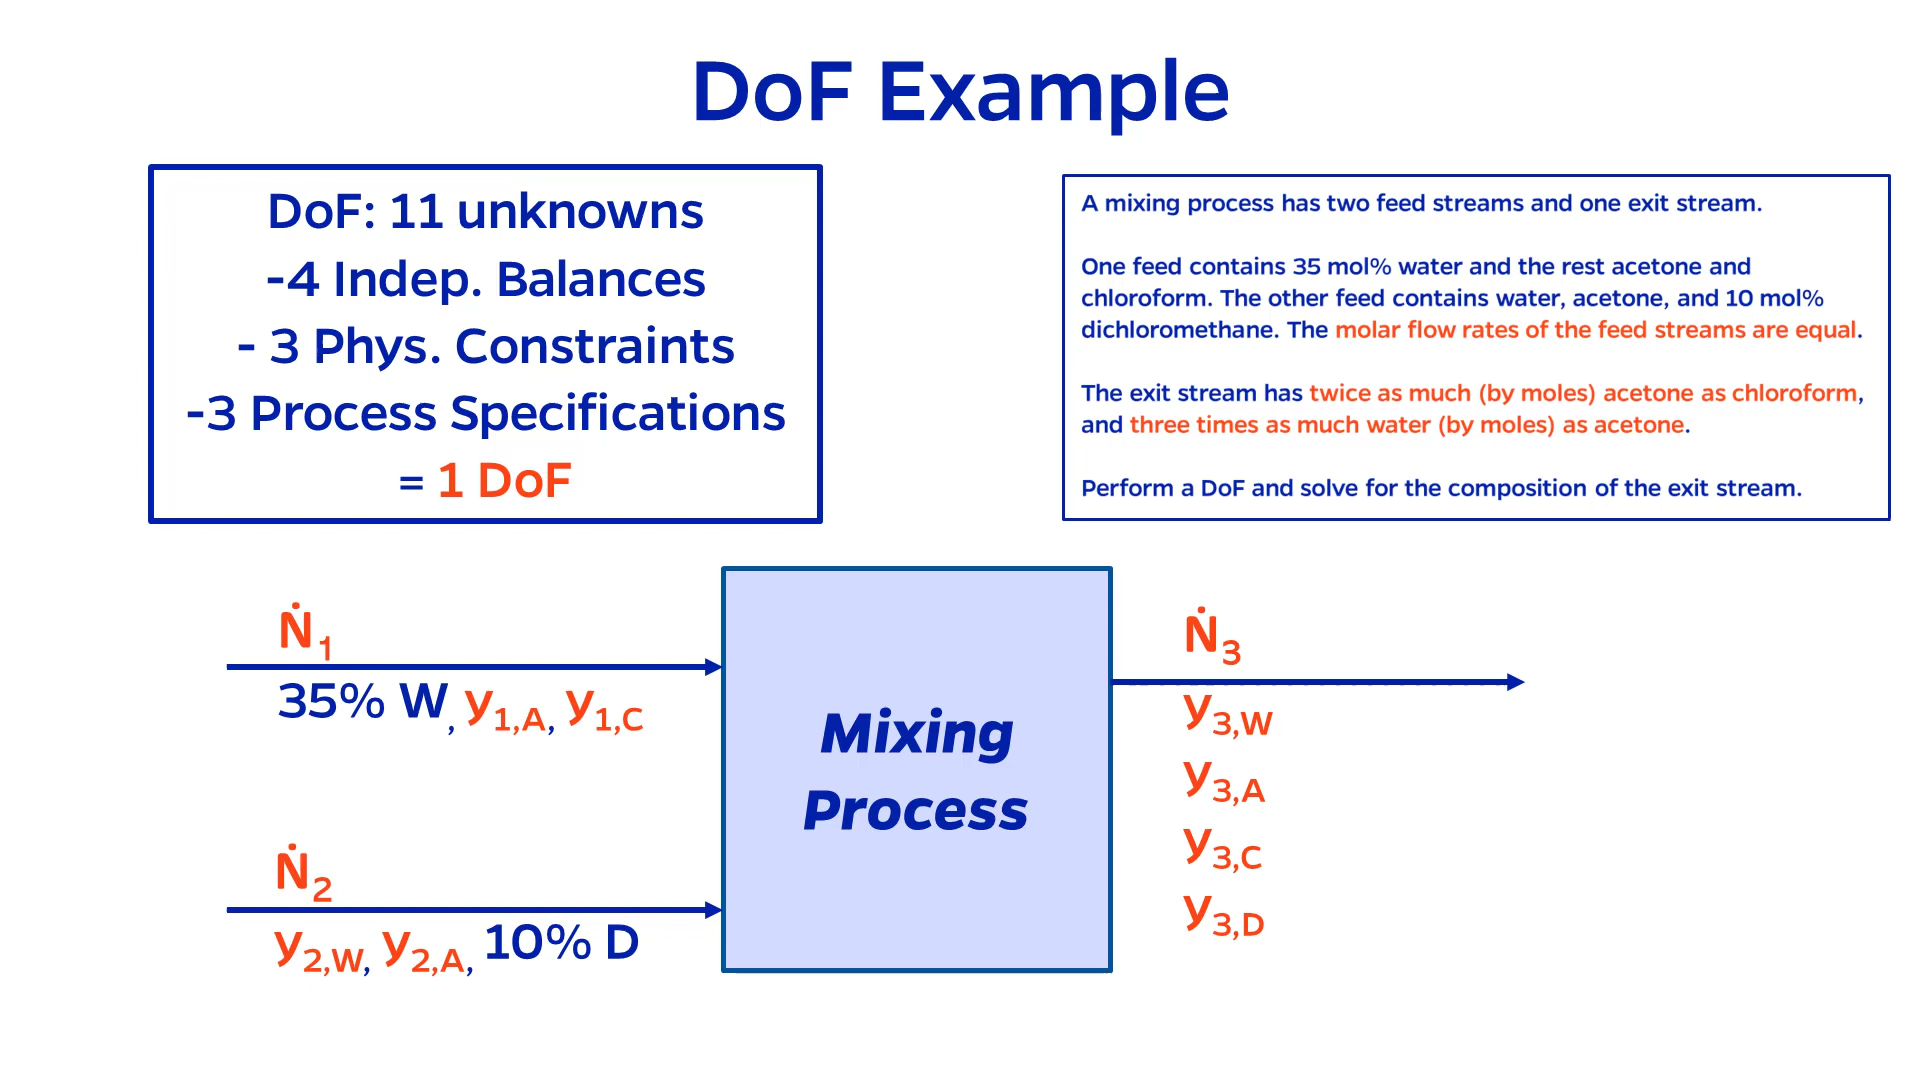 DoF Example
DoF: 11 unknowns
-4 Indep. Balances
- 3 Phys. Constraints
-3 Process Specifications
= 1 DoF
A mixing process has two feed streams and one exit stream.
One feed contains 35 mol% water and the rest acetone and
chloroform. The other feed contains water, acetone, and 10 mol%
dichloromethane. The molar flow rates of the feed streams are equal.
The exit stream has twice as much (by moles) acetone as chloroform,
and three times as much water (by moles) as acetone.
Perform a DoF and solve for the composition of the exit stream.
Ṅ₁
35% W, y₁,A, y₁,C
Ṅ₂
y₂,W, y₂,A, 10% D
Mixing
Process
Ṅ₃
y₃,W
y₃,A
y₃,C
y₃,D